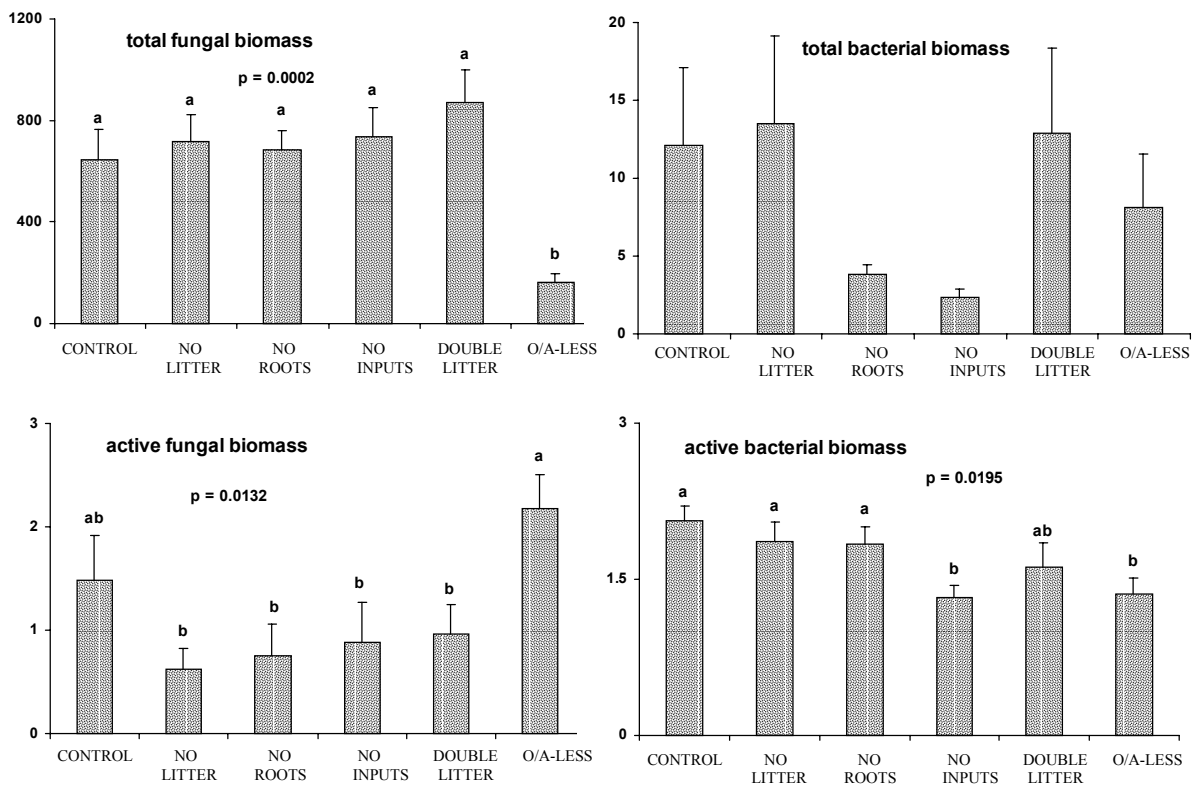 total fungal biomass
p = 0.0002
1200
800
400
0
a
a
a
a
a
b
CONTROL
NO LITTER
NO ROOTS
NO INPUTS
DOUBLE LITTER
O/A-LESS
total bacterial biomass
20
15
10
5
0
CONTROL
NO LITTER
NO ROOTS
NO INPUTS
DOUBLE LITTER
O/A-LESS
active fungal biomass
p = 0.0132
3
2
1
0
ab
b
b
b
b
a
CONTROL
NO LITTER
NO ROOTS
NO INPUTS
DOUBLE LITTER
O/A-LESS
active bacterial biomass
p = 0.0195
3
1.5
0
a
a
a
b
ab
b
CONTROL
NO LITTER
NO ROOTS
NO INPUTS
DOUBLE LITTER
O/A-LESS